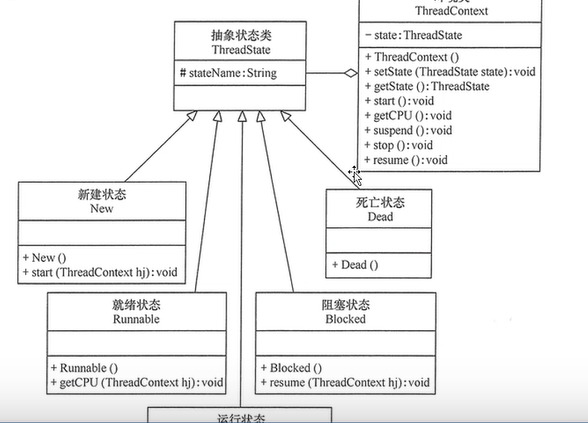 抽象状态类
ThreadState
# stateName:String
ThreadContext
- state:ThreadState
+ ThreadContext ()
+ setState (ThreadState state):void
+ getState ():ThreadState
+ start ():void
+ getCPU ():void
+ suspend ():void
+ stop ():void
+ resume ():void
新建状态
New
+ New ()
+ start (ThreadContext hj):void
死亡状态
Dead
+ Dead ()
就绪状态
Runnable
+ Runnable ()
+ getCPU (ThreadContext hj):void
阻塞状态
Blocked
+ Blocked ()
+ resume (ThreadContext hj):void
运行状态